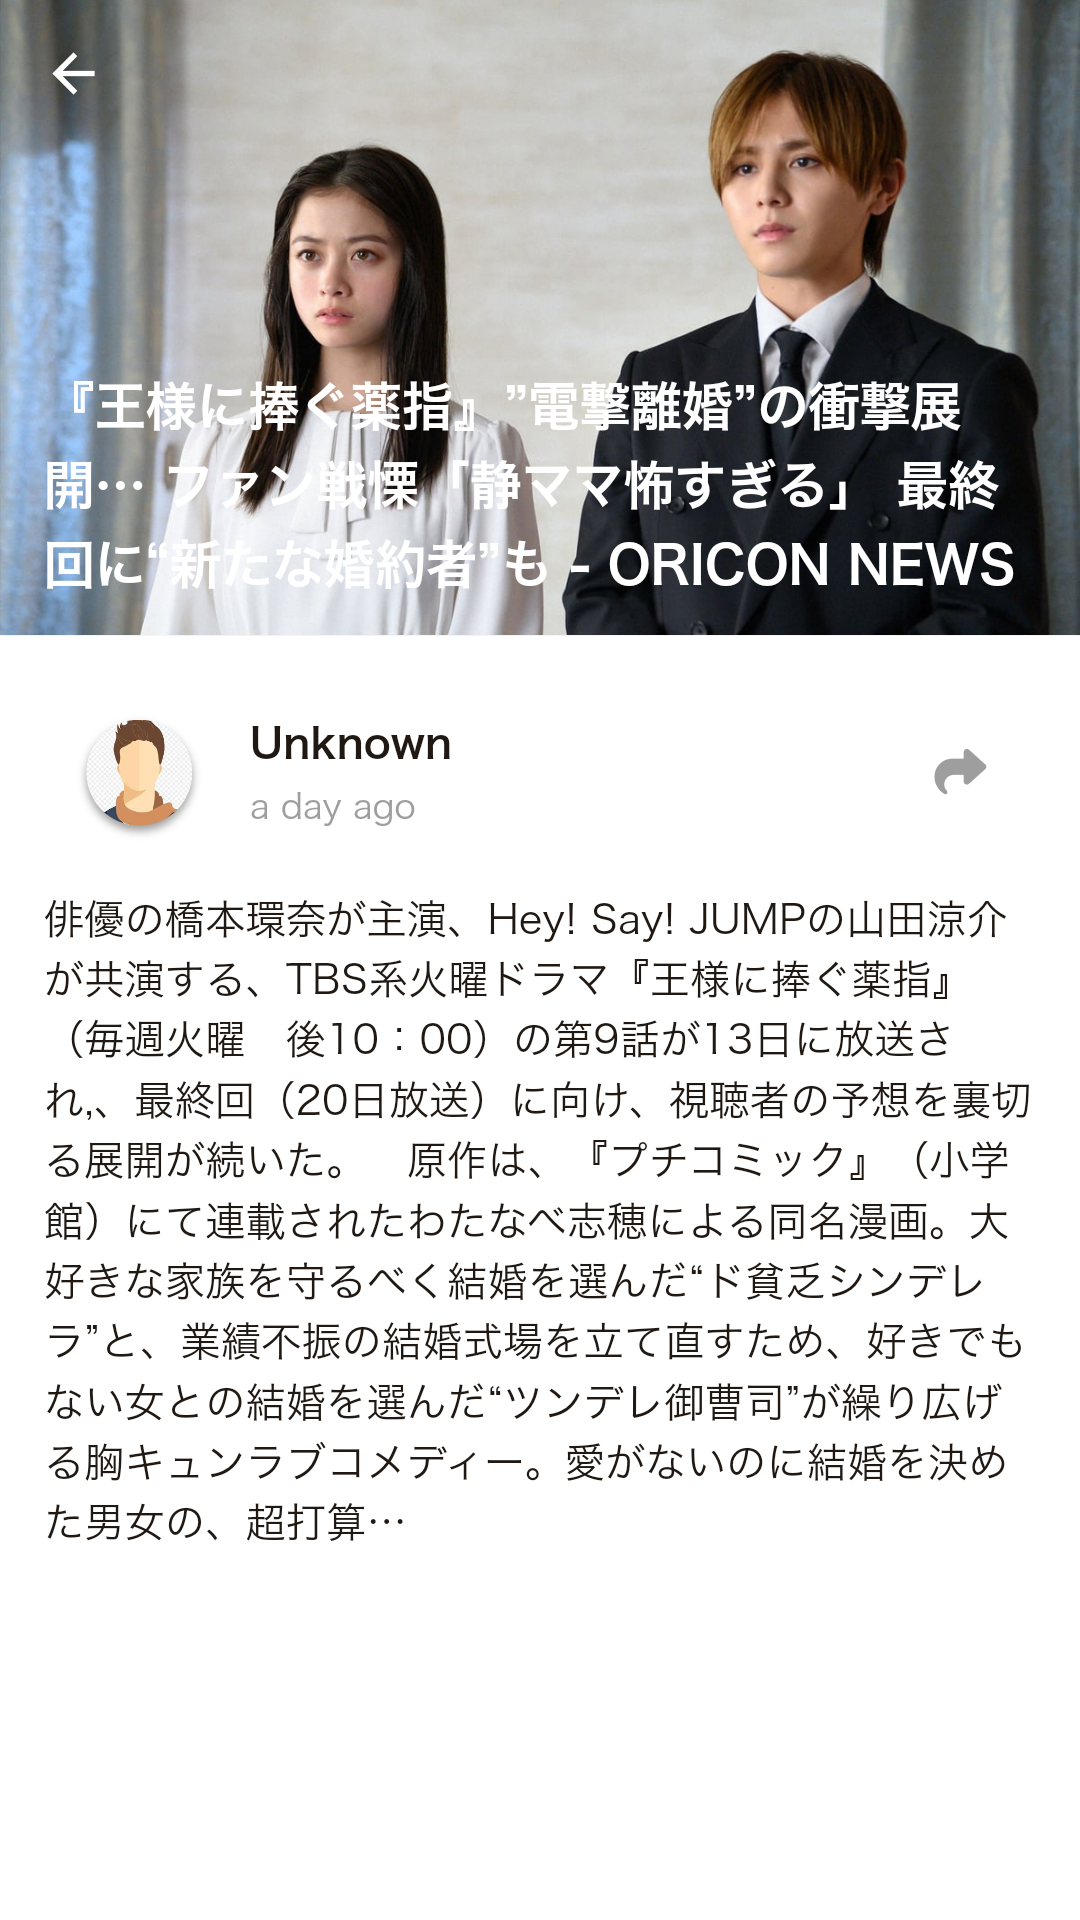 『王様に捧ぐ薬指』”電撃離婚”の衝撃展
開… ファン戦慄「静ママ怖すぎる」 最終
回に“新たな婚約者”も - ORICON NEWS
Unknown
a day ago
俳優の橋本環奈が主演、Hey! Say! JUMPの山田涼介
が共演する、TBS系火曜ドラマ『王様に捧ぐ薬指』
（毎週火曜　後10：00）の第9話が13日に放送さ
れ,、最終回（20日放送）に向け、視聴者の予想を裏切
る展開が続いた。　原作は、『プチコミック』（小学
館）にて連載されたわたなべ志穂による同名漫画。大
好きな家族を守るべく結婚を選んだ“ド貧乏シンデレ
ラ”と、業績不振の結婚式場を立て直すため、好きでも
ない女との結婚を選んだ“ツンデレ御曹司”が繰り広げ
る胸キュンラブコメディー。愛がないのに結婚を決め
た男女の、超打算…